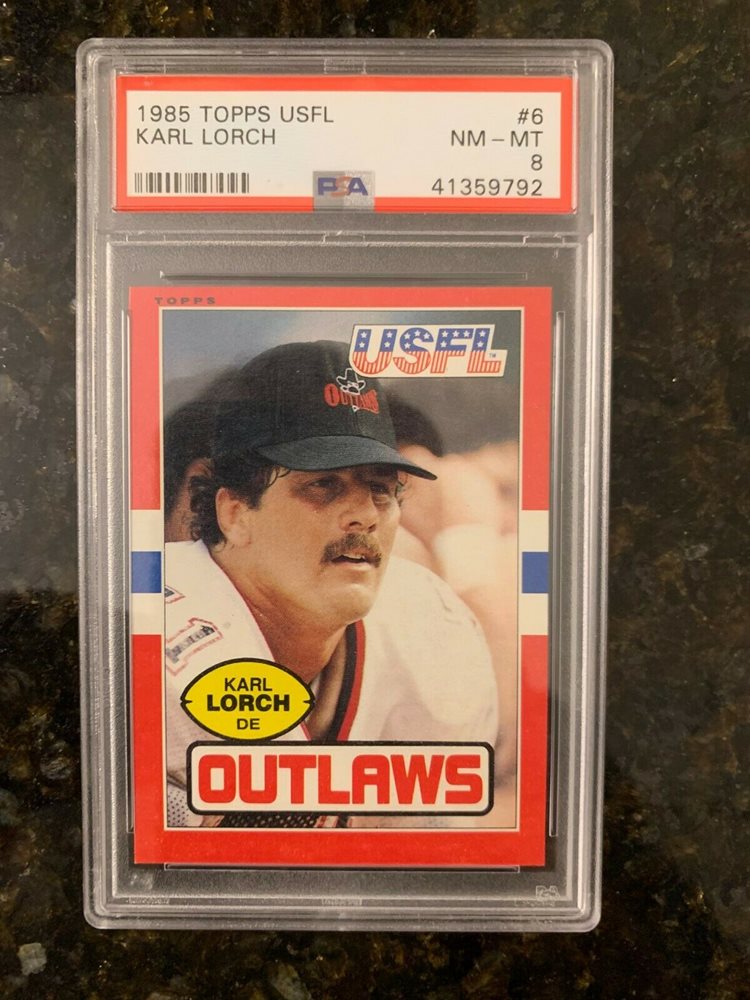 1985 TOPPS USFL #6
KARL LORCH NM - MT
8
PSA 41359792
TOPPS
USFL
OUTLAWS
KARL
LORCH
DE
OUTLAWS